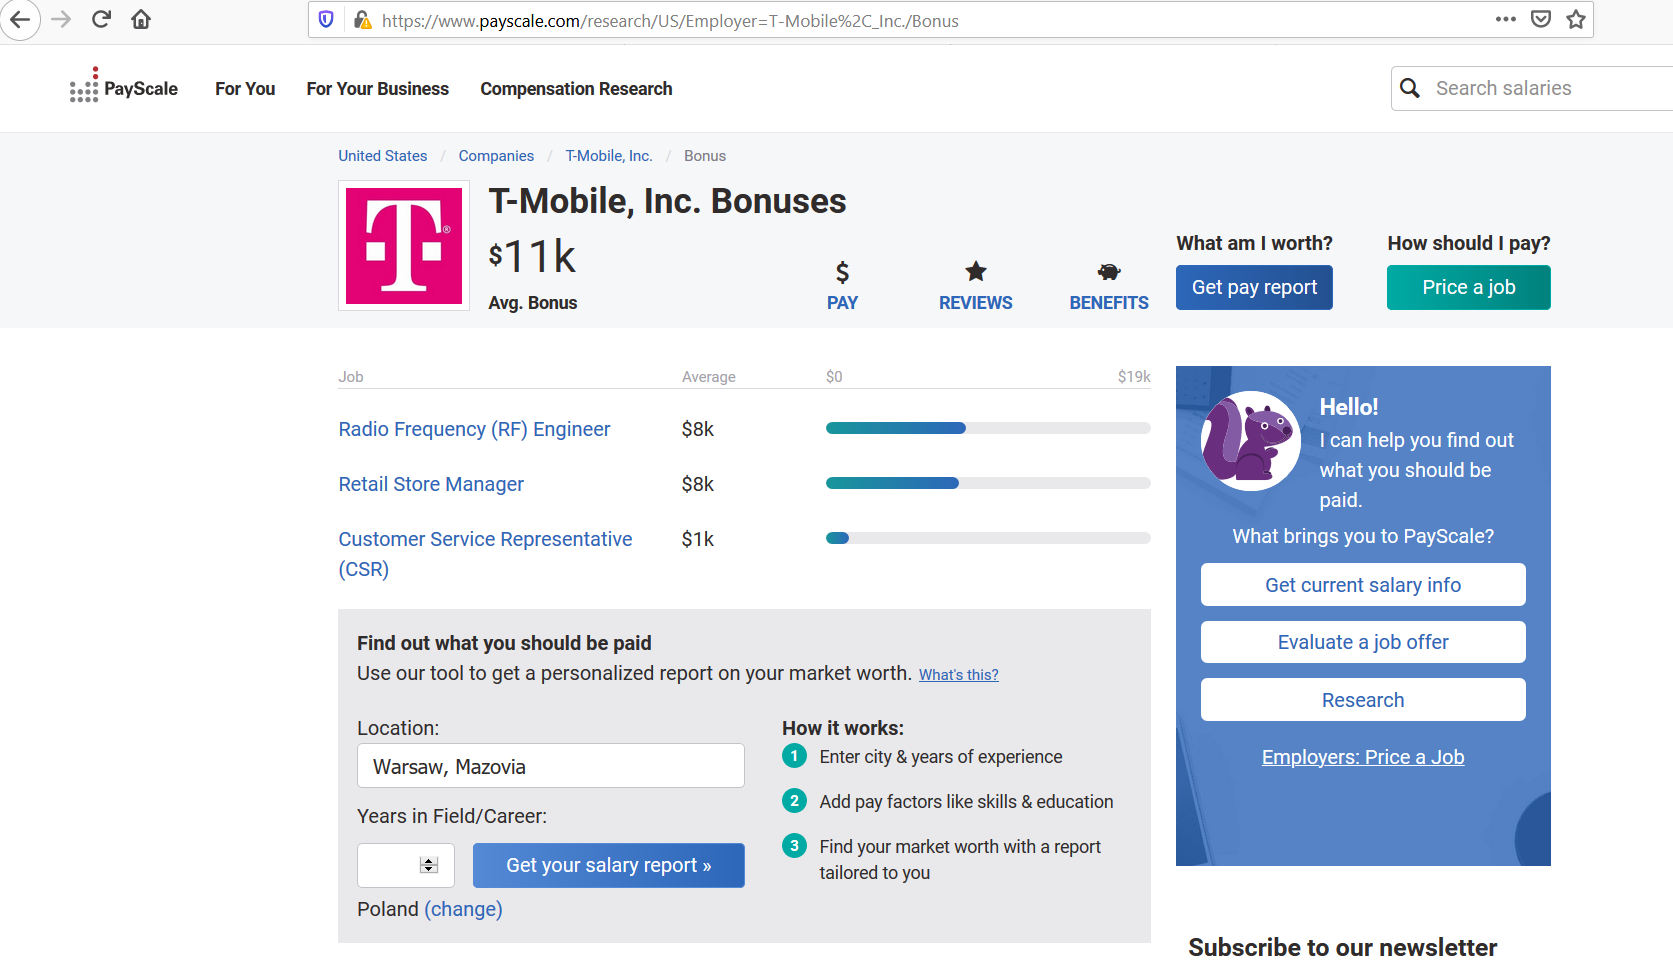 https://www.payscale.com/research/US/Employer=T-Mobile%2C_Inc./Bonus
PayScale
For You
For Your Business
Compensation Research
Search salaries
United States / Companies / T-Mobile, Inc. / Bonus
T-Mobile, Inc. Bonuses
$11k
Avg. Bonus
$
PAY
REVIEWS
BENEFITS
What am I worth?
Get pay report
How should I pay?
Price a job
T
®
Job Average $0 $19k
Radio Frequency (RF) Engineer $8k
Retail Store Manager $8k
Customer Service Representative $1k
(CSR)
Find out what you should be paid
Use our tool to get a personalized report on your market worth. What's this?
Location:
Warsaw, Mazovia
Years in Field/Career:
Get your salary report »
Poland (change)
How it works:
1 Enter city & years of experience
2 Add pay factors like skills & education
3 Find your market worth with a report
tailored to you
Hello!
I can help you find out
what you should be
paid.
What brings you to PayScale?
Get current salary info
Evaluate a job offer
Research
Employers: Price a Job
Subscribe to our newsletter